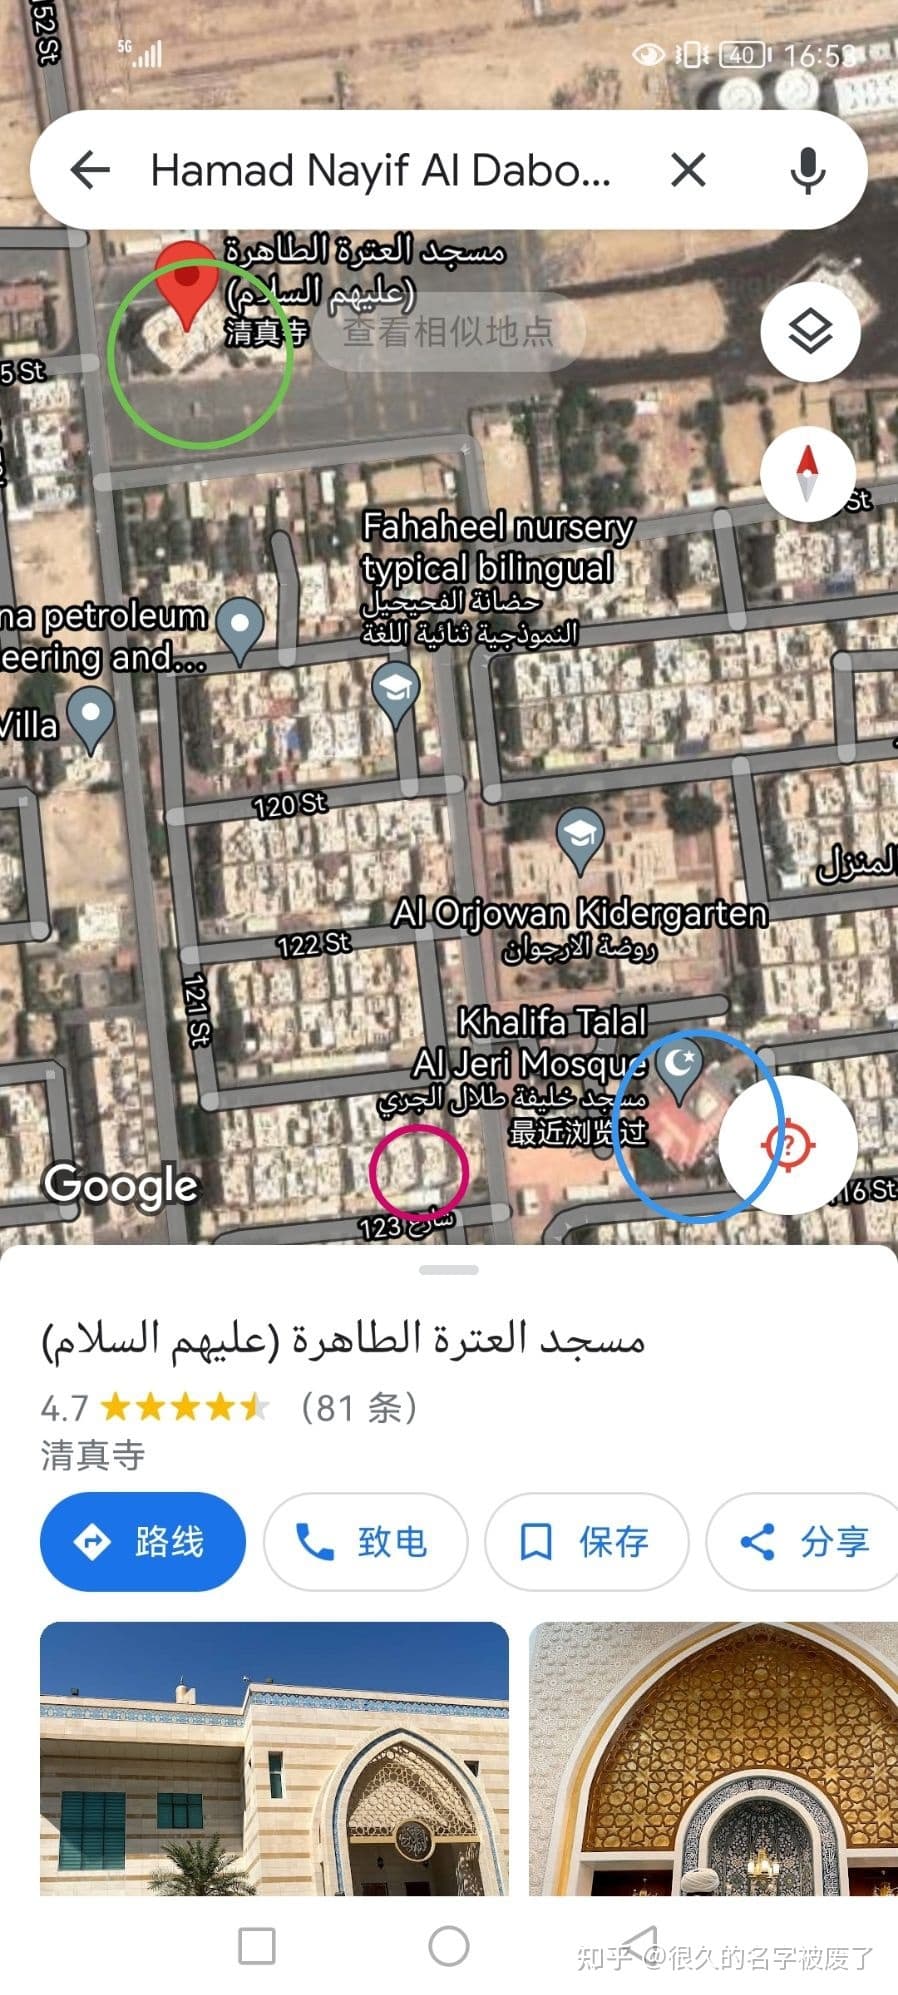 152 St
5G
40
16:58
Hamad Nayif Al Dabo...
مسجد العترة الطاهرة
(عليهم السلام)
清真寺
查看相似地点
5 St
St
Fahaheel nursery
typical bilingual
حضانة الفحيحيل
النموذجية ثنائية اللغة
na petroleum
eering and...
Villa
120 St
المنزل
Al Orjowan Kidergarten
روضة الارجوان
122 St
121 St
Khalifa Talal
Al Jeri Mosque
مسجد خليفة طلال الجري
最近浏览过
?
Google
116 St
شارع 123
مسجد العترة الطاهرة (عليهم السلام)
4.7 (81 条)
清真寺
路线
致电
保存
分享
知乎 @很久的名字被废了